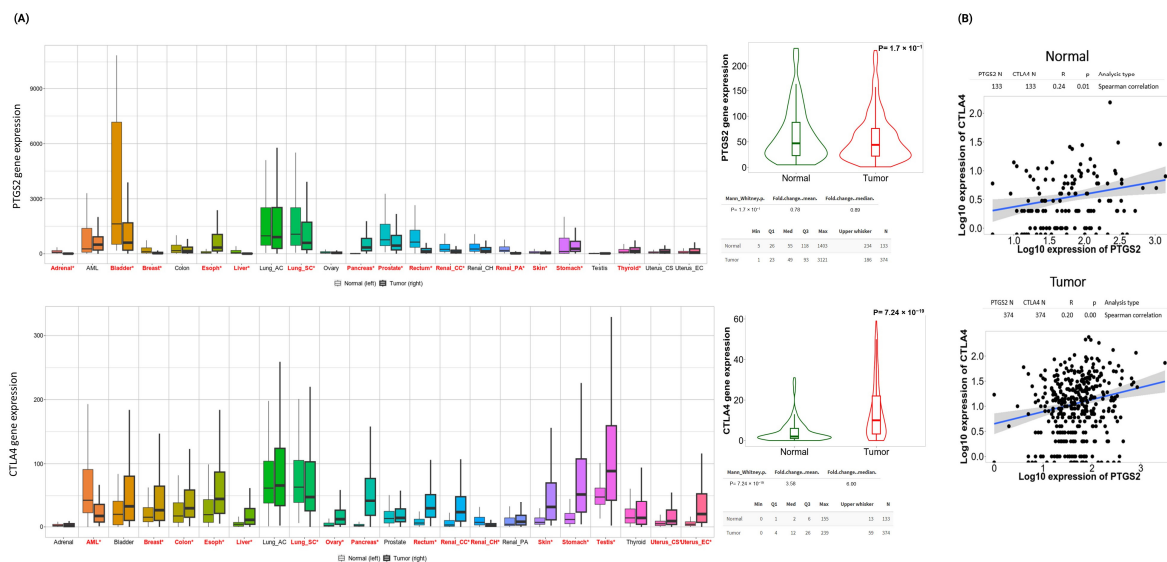 (A)
PTGS2 gene expression
9000
6000
3000
0
Adrenal* AML Bladder* Breast* Colon Esoph* Liver* Lung_AC Lung_SC* Ovary Pancreas* Prostate* Rectum* Renal_CC* Renal_CH Renal_PA* Skin* Stomach* Testis Thyroid* Uterus_CS Uterus_EC
Normal (left) Tumor (right)
P= 1.7 × 10⁻¹
PTGS2 gene expression
200
150
100
50
0
Normal Tumor
Mann_Whitney.p. Fold.change..mean. Fold.change..median.
P= 1.7 × 10⁻¹ 0.78 0.89
Min Q1 Med Q3 Max Upper whisker N
Normal 118 1403 234 133
Tumor 1 23 49 93 3121 374
CTLA4 gene expression
300
200
100
0
Adrenal AML* Bladder Breast* Colon* Esoph* Liver* Lung_AC Lung_SC* Ovary* Pancreas* Prostate Rectum* Renal_CC* Renal_CH* Renal_PA Skin* Stomach* Testis* Thyroid Uterus_CS* Uterus_EC*
Normal (left) Tumor (right)
P= 7.24 × 10⁻¹⁹
CTLA4 gene expression
60
40
20
0
Normal Tumor
Mann_Whitney.p. Fold.change..mean. Fold.change..median.
3.58 6.00
Min Q1 Med Q3 Max Upper whisker N
Normal 0 1 2 6 155 13 133
Tumor 0 4 12 26 374
(B)
Normal
PTGS2 N CTLA4 N R p Analysis type
133 133 0.24 0.01 Spearman correlation
Log10 expression of CTLA4
2.0
1.5
1.0
0.5
0.0
1.0 1.5 2.0 2.5 3.0
Log10 expression of PTGS2
Tumor
PTGS2 N CTLA4 N R p Analysis type
374 374 0.20 0.00 Spearman correlation
Log10 expression of CTLA4
2.0
1.5
1.0
0.5
0.0
0 1 2 3
Log10 expression of PTGS2